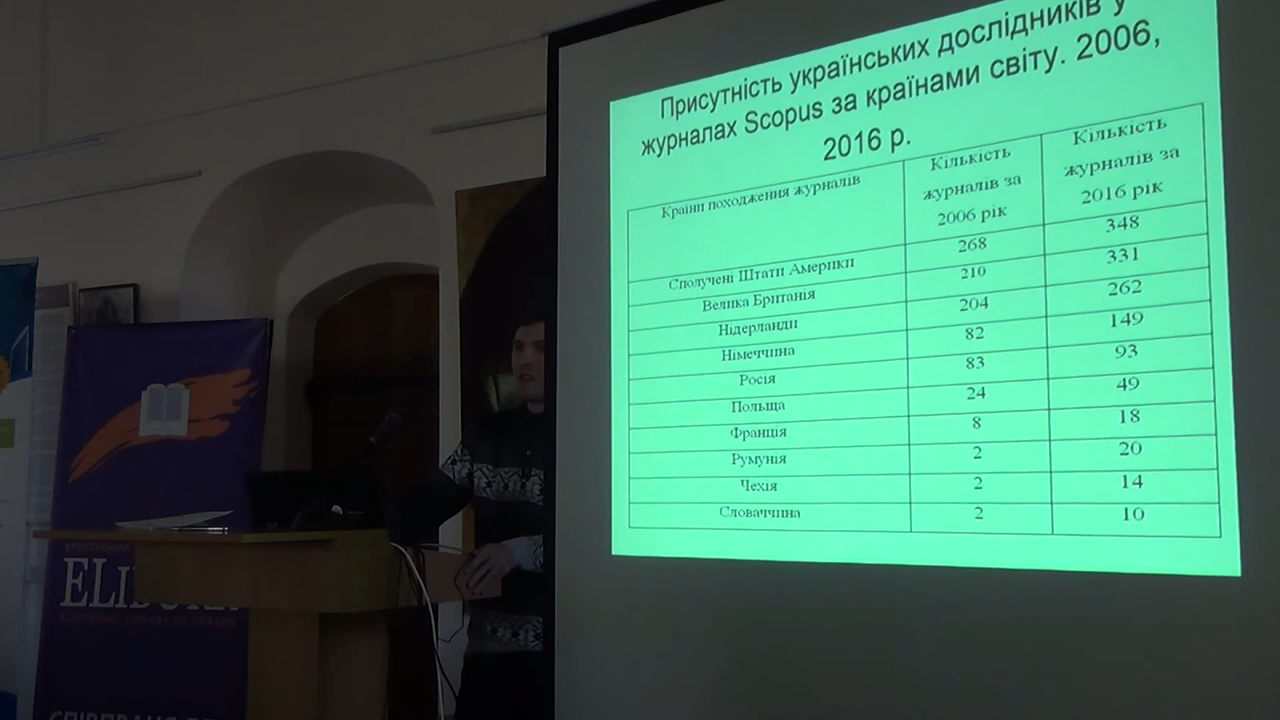 Присутність українських дослідників у
журналах Scopus за країнами світу. 2006,
2016 р.
Країни походження журналів
Кількість
журналів за
2006 рік
Кількість
журналів за
2016 рік
Сполучені Штати Америки 268 348
Велика Британія 210 331
Нідерланди 204 262
Німеччина 82 149
Росія 83 93
Польща 24 49
Франція 8 18
Румунія 2 20
Чехія 2 14
Словаччина 2 10